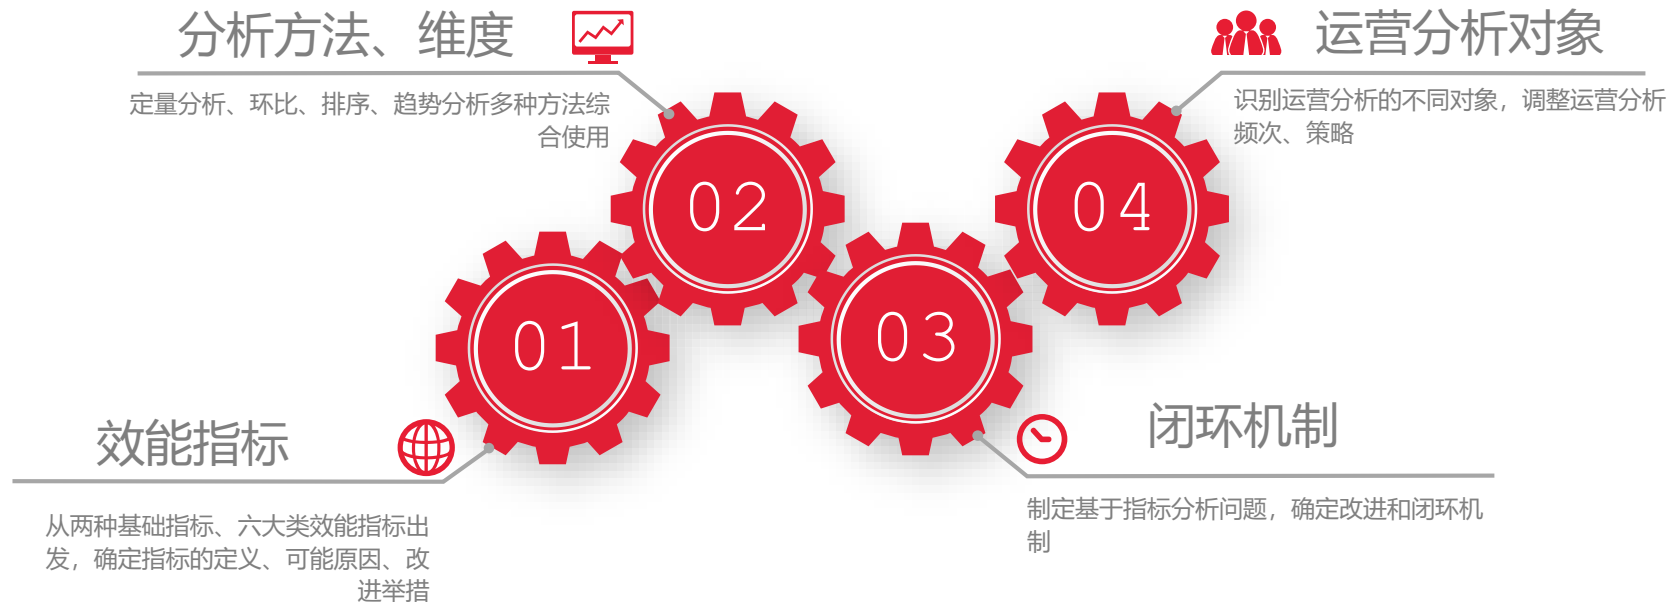 分析方法、维度
定量分析、环比、排序、趋势分析多种方法综
合使用
运营分析对象
识别运营分析的不同对象，调整运营分析
频次、策略
02
04
01
03
效能指标
从两种基础指标、六大类效能指标出
发，确定指标的定义、可能原因、改
进举措
闭环机制
制定基于指标分析问题，确定改进和闭环机
制